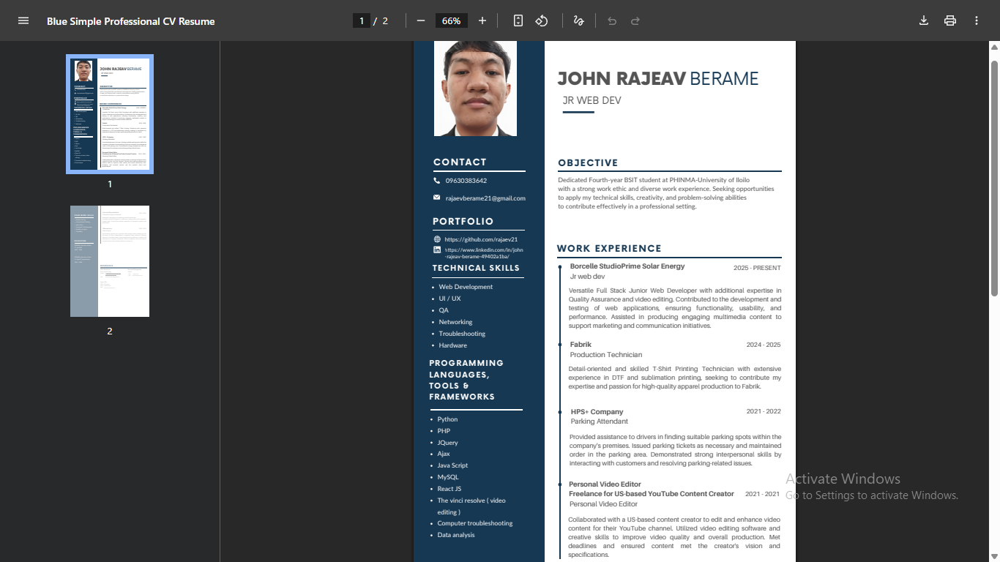 Blue Simple Professional CV Resume
1 / 2
66%
1
2
JOHN RAJEAV BERAME
JR WEB DEV
CONTACT
09630383642
rajaevberame21@gmail.com
PORTFOLIO
https://github.com/rajaev21
https://www.linkedin.com/in/john
-rajeav-berame-49402a1ba/
TECHNICAL SKILLS
Web Development
UI / UX
QA
Networking
Troubleshooting
Hardware
PROGRAMMING
LANGUAGES,
TOOLS &
FRAMEWORKS
Python
PHP
JQuery
Ajax
Java Script
MySQL
React JS
The vinci resolve ( video
editing )
Computer troubleshooting
Data analysis
OBJECTIVE
Dedicated Fourth-year BSIT student at PHINMA-University of Iloilo
with a strong work ethic and diverse work experience. Seeking opportunities
to apply my technical skills, creativity, and problem-solving abilities
to contribute effectively in a professional setting.
WORK EXPERIENCE
Borcelle StudioPrime Solar Energy 2025 - PRESENT
Jr web dev
Versatile Full Stack Junior Web Developer with additional expertise in
Quality Assurance and video editing. Contributed to the development and
testing of web applications, ensuring functionality, usability, and
performance. Assisted in producing engaging multimedia content to
support marketing and communication initiatives.
Fabrik 2024 - 2025
Production Technician
Detail-oriented and skilled T-Shirt Printing Technician with extensive
experience in DTF and sublimation printing, seeking to contribute my
expertise and passion for high-quality apparel production to Fabrik.
HPS+ Company 2021 - 2022
Parking Attendant
Provided assistance to drivers in finding suitable parking spots within the
company's premises. Issued parking tickets as necessary and maintained
order in the parking area. Demonstrated strong interpersonal skills by
interacting with customers and resolving parking-related issues.
Personal Video Editor
Freelance for US-based YouTube Content Creator 2021 - 2021
Personal Video Editor
Collaborated with a US-based content creator to edit and enhance video
content for their YouTube channel. Utilized video editing software and
creative skills to improve video quality and overall production. Met
deadlines and ensured content met the creator's vision and
specifications.
Activate Windows
Go to Settings to activate Windows.